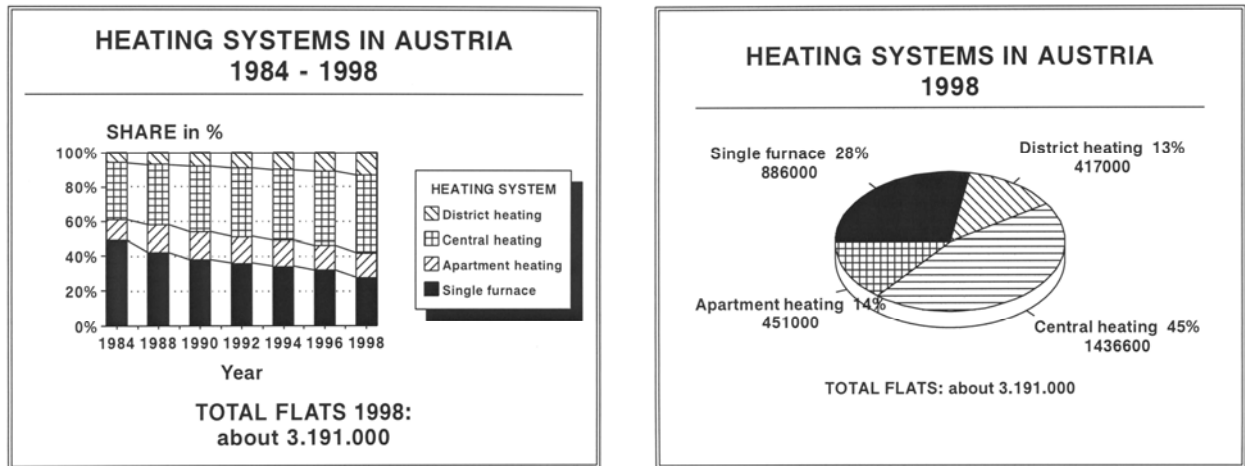 HEATING SYSTEMS IN AUSTRIA
1984 - 1998
SHARE in %
100%
80%
60%
40%
20%
0%
1984 1988 1990 1992 1994 1996 1998
Year
HEATING SYSTEM
District heating
Central heating
Apartment heating
Single furnace
TOTAL FLATS 1998:
about 3.191.000
HEATING SYSTEMS IN AUSTRIA
1998
Single furnace 28%
886000
District heating 13%
417000
Apartment heating 14%
451000
Central heating 45%
1436600
TOTAL FLATS: about 3.191.000